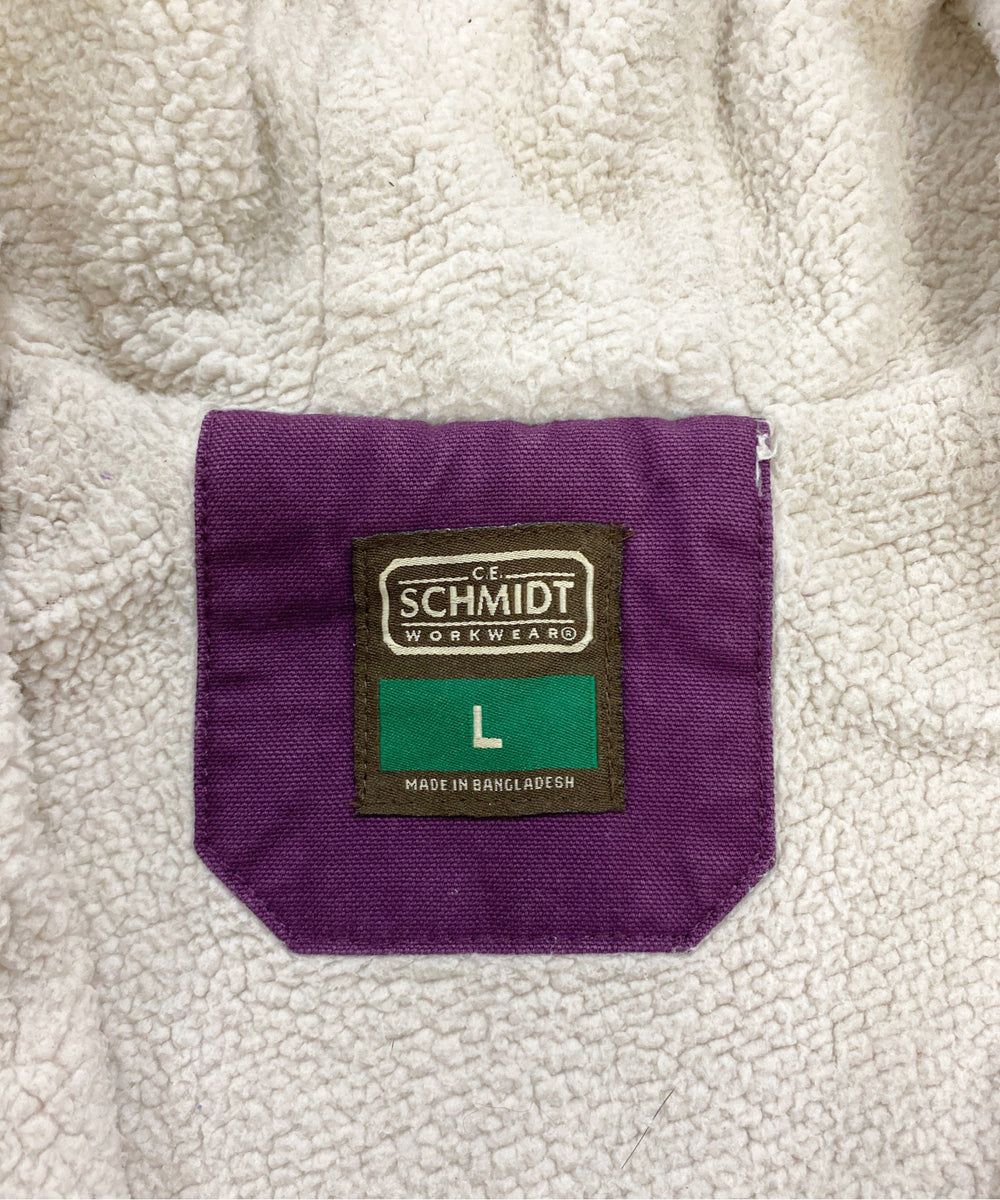 C.E.
SCHMIDT
WORKWEAR®
L
MADE IN BANGLADESH